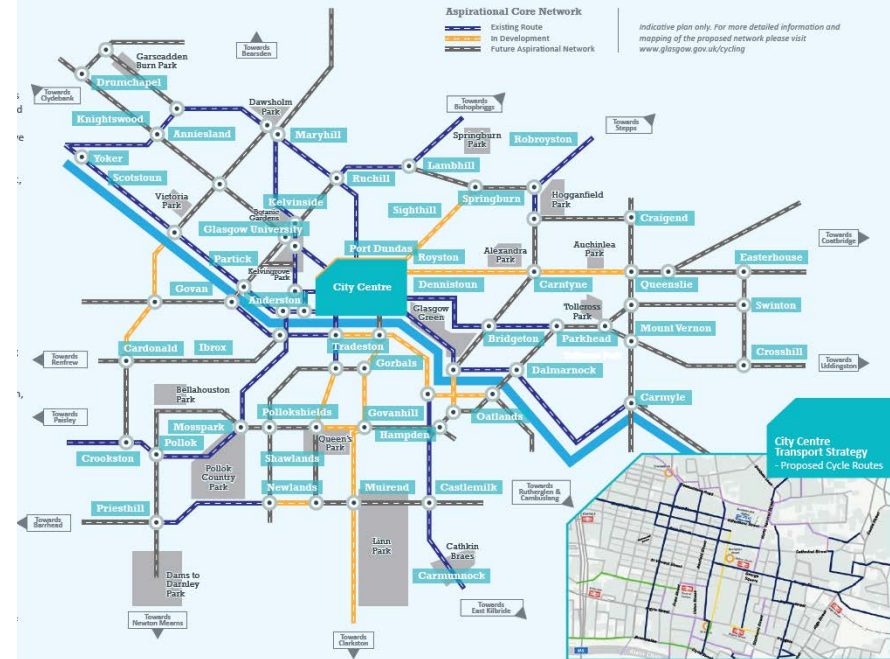 Aspirational Core Network
Existing Route
In Development
Future Aspirational Network
Indicative plan only. For more detailed information and
mapping of the proposed network please visit
www.glasgow.gov.uk/cycling
Towards
Bearsden
Garscadden
Burn Park
Drumchapel
Towards
Clydebank
Knightswood
Anniesland
Dawsholm
Park
Maryhill
Towards
Bishopbriggs
Towards
Stepps
Springburn
Park
Robroyston
Yoker
Scotstoun
Ruchill
Lambhill
Springburn
Hogganfield
Park
Victoria
Park
Kelvinside
Botanic
Gardens
Sighthill
Craigend
Glasgow University
Partick
Port Dundas
Royston
Alexandra
Park
Auchinlea
Park
Towards
Coatbridge
Kelvingrove
Park
City Centre
Dennistoun
Carntyne
Queenslie
Easterhouse
Govan
Anderston
Glasgow
Green
Tollcross
Park
Swinton
Cardonald
Ibrox
Tradeston
Bridgeton
Parkhead
Mount Vernon
Towards
Renfrew
Gorbals
Dalmarnock
Crosshill
Towards
Uddingston
Bellahouston
Park
Towards
Paisley
Mosspark
Pollokshields
Govanhill
Oatlands
Carmyle
Crookston
Pollok
Queen's
Park
Hampden
Pollok
Country
Park
Shawlands
City Centre
Transport Strategy
- Proposed Cycle Routes
Priesthill
Newlands
Muirend
Castlemilk
Towards
Rutherglen &
Cambuslang
Towards
Barrhead
Linn
Park
Cathkin
Braes
Dams to
Darnley
Park
Carmunnock
Towards
East Kilbride
Towards
Newton Mearns
Towards
Clarkston